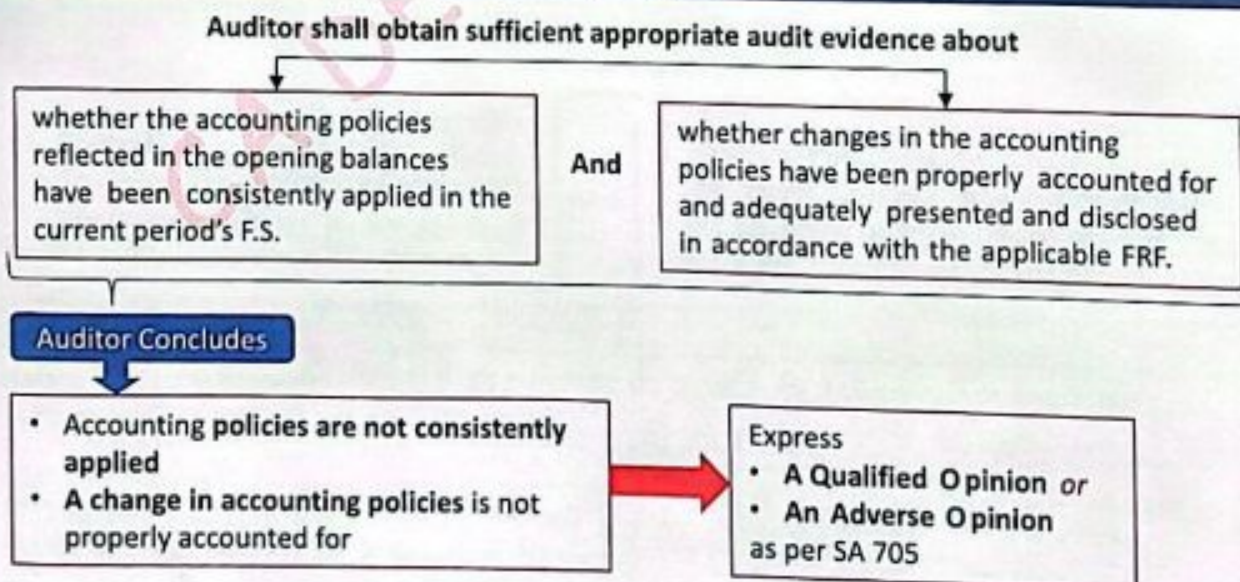 Auditor shall obtain sufficient appropriate audit evidence about
whether the accounting policies
reflected in the opening balances
have been consistently applied in the
current period's F.S.
And
whether changes in the accounting
policies have been properly accounted for
and adequately presented and disclosed
in accordance with the applicable FRF.
Auditor Concludes
• Accounting policies are not consistently
applied
• A change in accounting policies is not
properly accounted for
Express
• A Qualified Opinion or
• An Adverse Opinion
as per SA 705